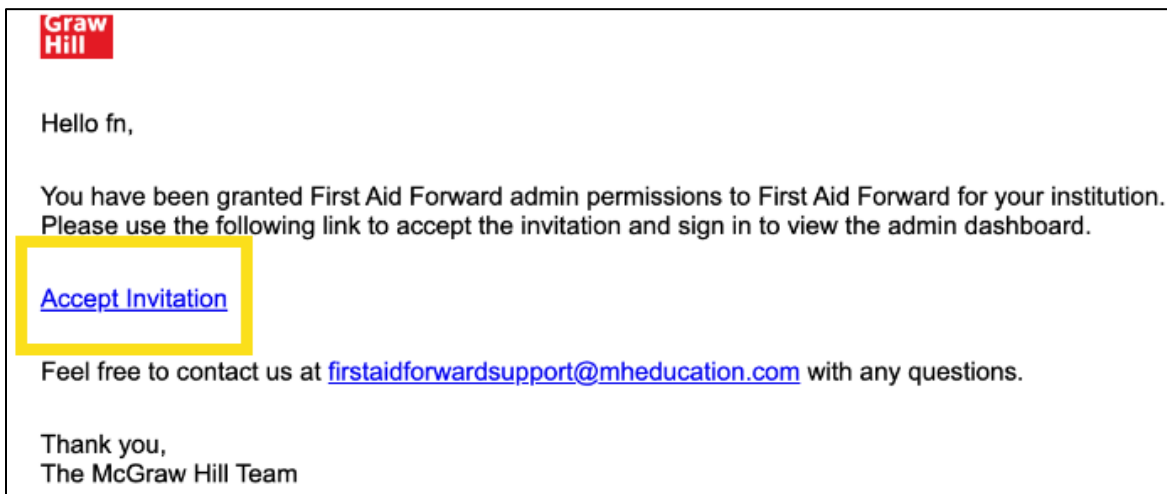 Graw
Hill
Hello fn,
You have been granted First Aid Forward admin permissions to First Aid Forward for your institution.
Please use the following link to accept the invitation and sign in to view the admin dashboard.
Accept Invitation
Feel free to contact us at firstaidforwardsupport@mheducation.com with any questions.
Thank you,
The McGraw Hill Team